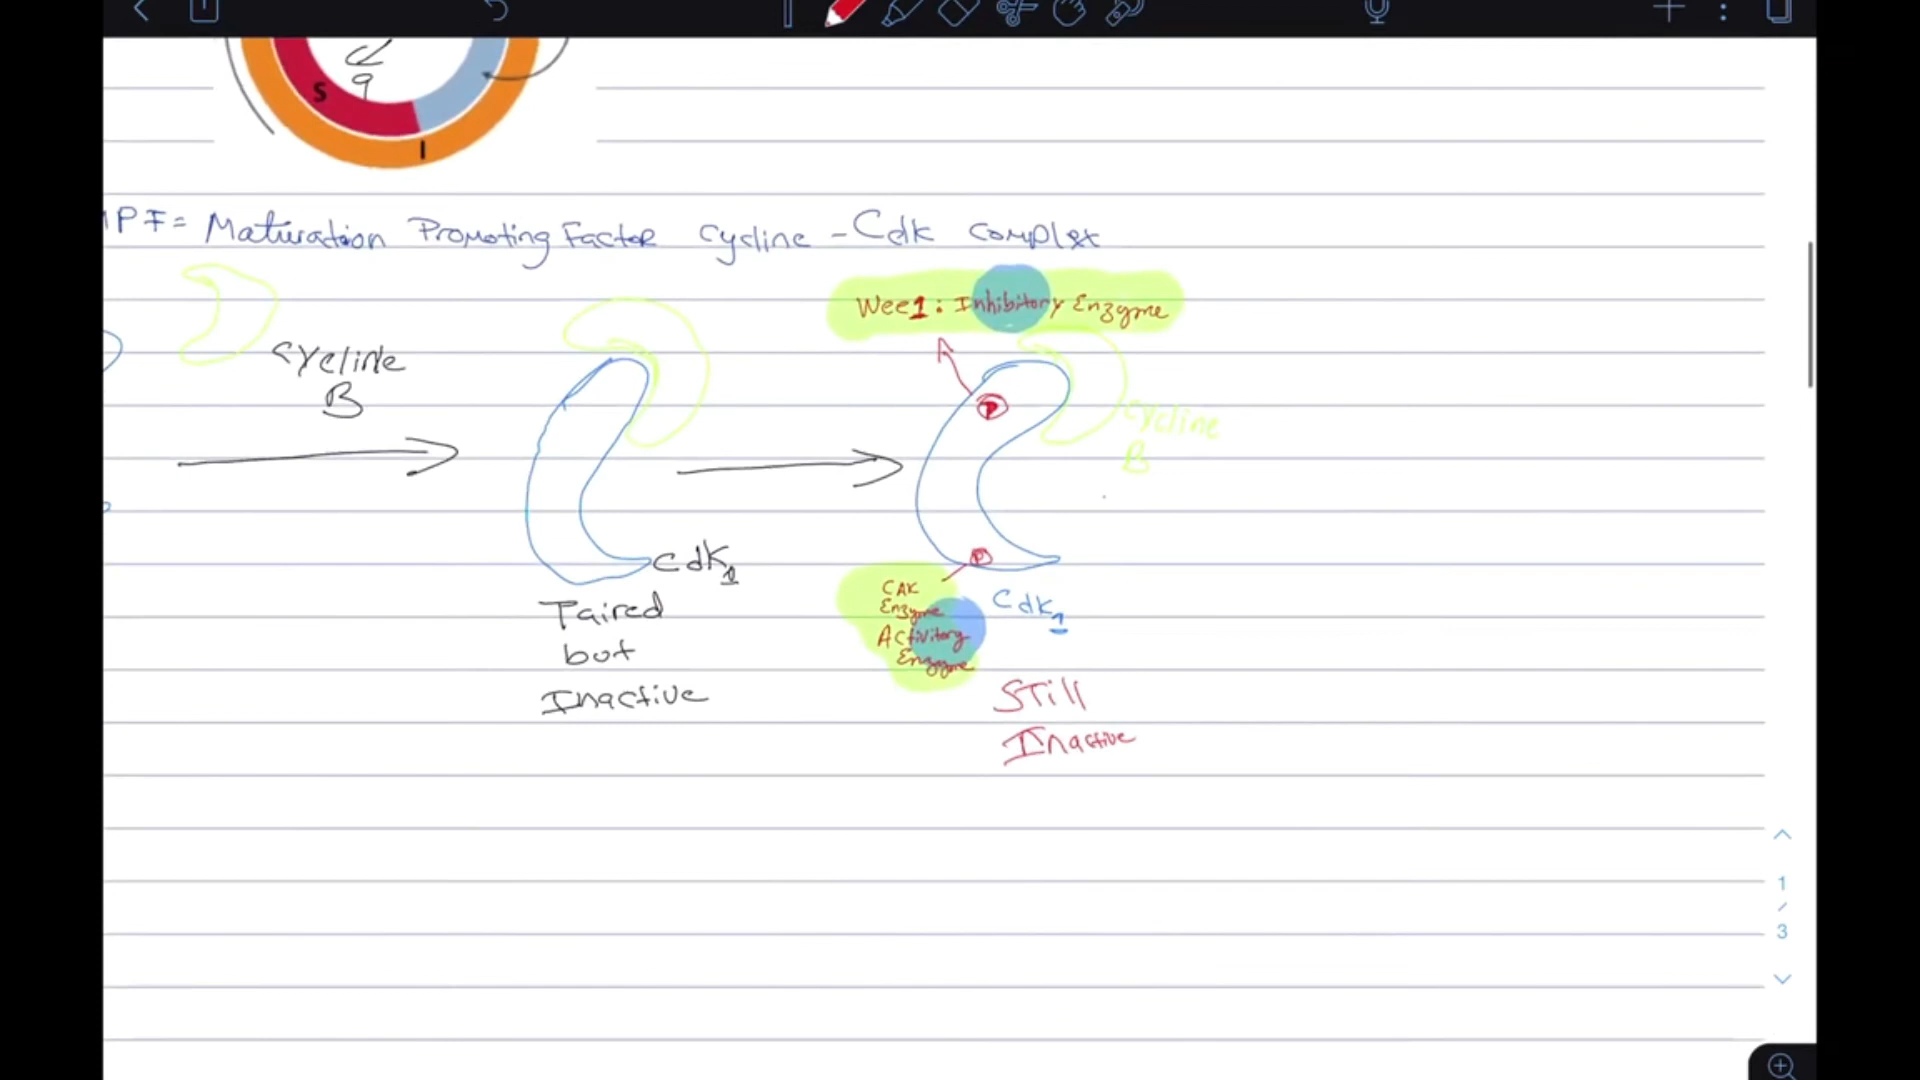 S
I
MPF = Maturation Promoting Factor Cycline - Cdk Complex
Wee1: Inhibitory Enzyme
Cycline
B
Cycline
B
Cdk1
Paired
but
Inactive
CAK
Enzyme
Activitory
Enzyme
Cdk1
Still
Inactive
1
/
3